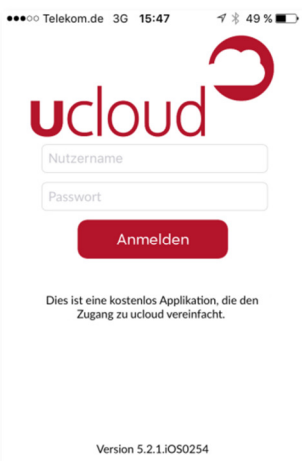 Telekom.de 3G 15:47 49 %
ucloud
Nutzername
Passwort
Anmelden
Dies ist eine kostenlos Applikation, die den
Zugang zu ucloud vereinfacht.
Version 5.2.1.iOS0254